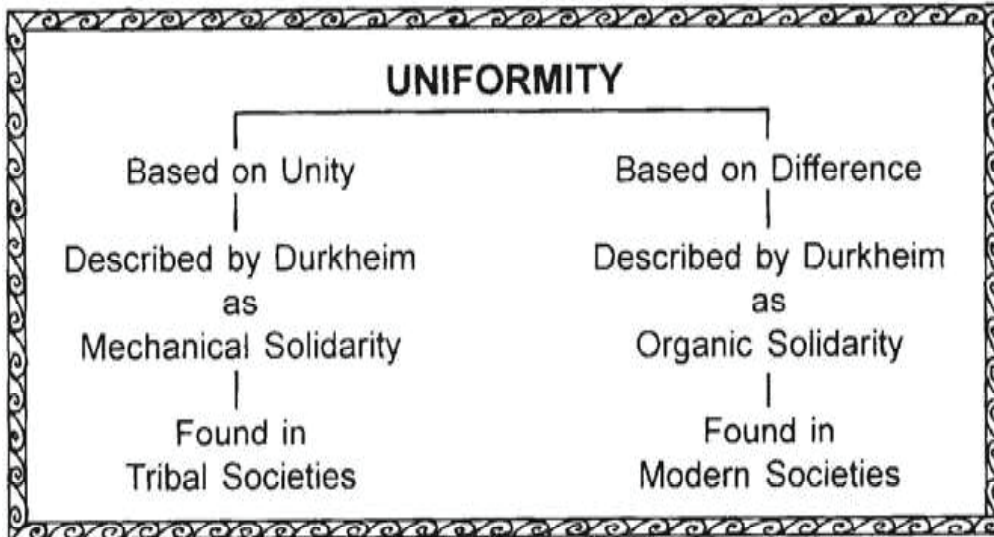 UNIFORMITY
Based on Unity
Described by Durkheim
as
Mechanical Solidarity
Found in
Tribal Societies
Based on Difference
Described by Durkheim
as
Organic Solidarity
Found in
Modern Societies